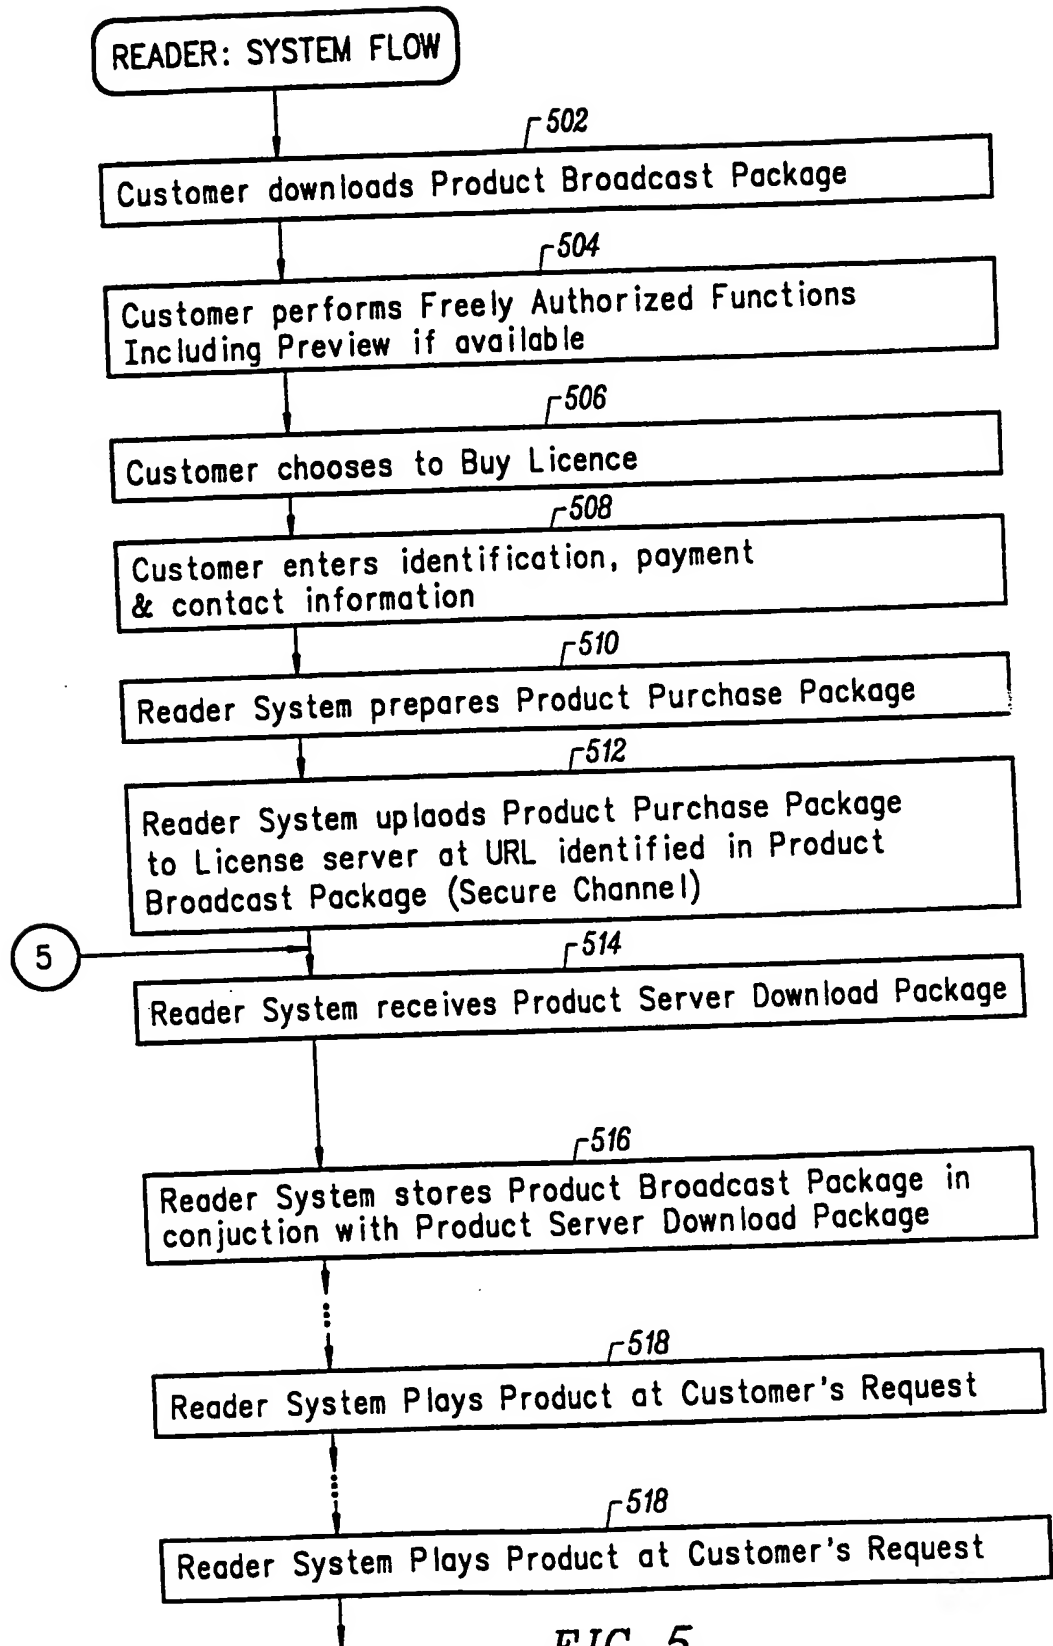 READER: SYSTEM FLOW
502
Customer downloads Product Broadcast Package
504
Customer performs Freely Authorized Functions
Including Preview if available
506
Customer chooses to Buy Licence
508
Customer enters identification, payment
& contact information
510
Reader System prepares Product Purchase Package
512
Reader System uplaods Product Purchase Package
to License server at URL identified in Product
Broadcast Package (Secure Channel)
5
514
Reader System receives Product Server Download Package
516
Reader System stores Product Broadcast Package in
conjuction with Product Server Download Package
518
Reader System Plays Product at Customer's Request
518
Reader System Plays Product at Customer's Request
FIG. 5